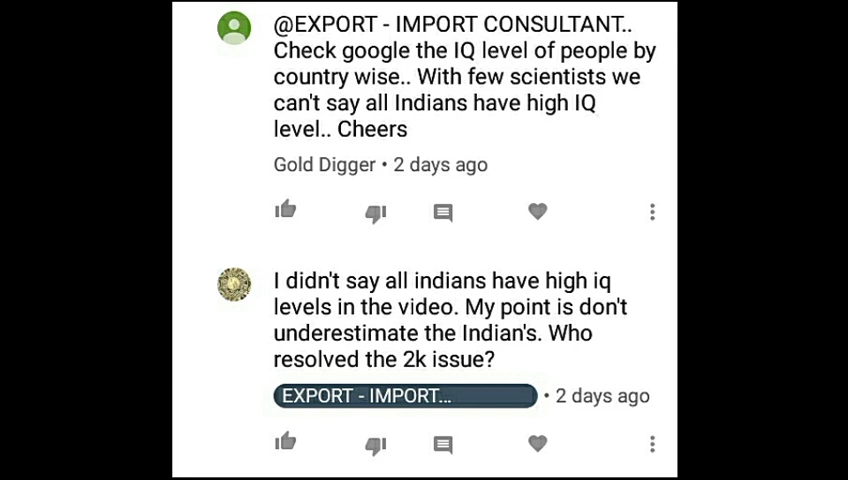 @EXPORT - IMPORT CONSULTANT..
Check google the IQ level of people by
country wise.. With few scientists we
can't say all Indians have high IQ
level.. Cheers
Gold Digger • 2 days ago
I didn't say all indians have high iq
levels in the video. My point is don't
underestimate the Indian's. Who
resolved the 2k issue?
EXPORT - IMPORT... • 2 days ago